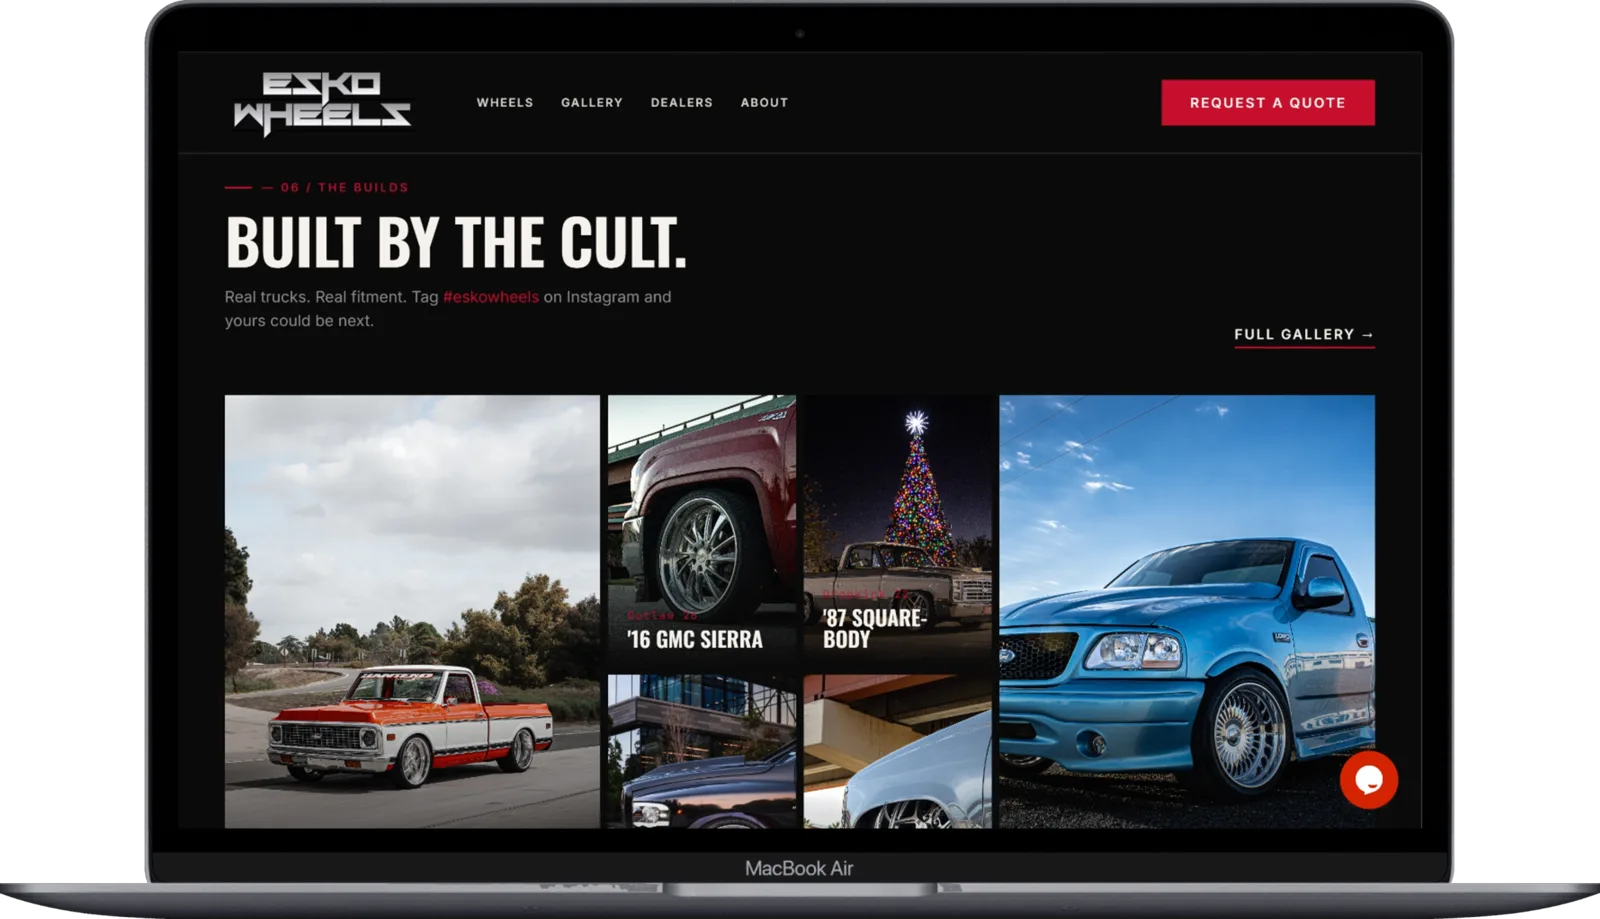 ESKO
WHEELS
WHEELS
GALLERY
DEALERS
ABOUT
REQUEST A QUOTE
— 06 / THE BUILDS
BUILT BY THE CULT.
Real trucks. Real fitment. Tag #eskowheels on Instagram and
yours could be next.
FULL GALLERY →
Outlaw 26
'16 GMC SIERRA
'87 SQUARE-
BODY
MacBook Air